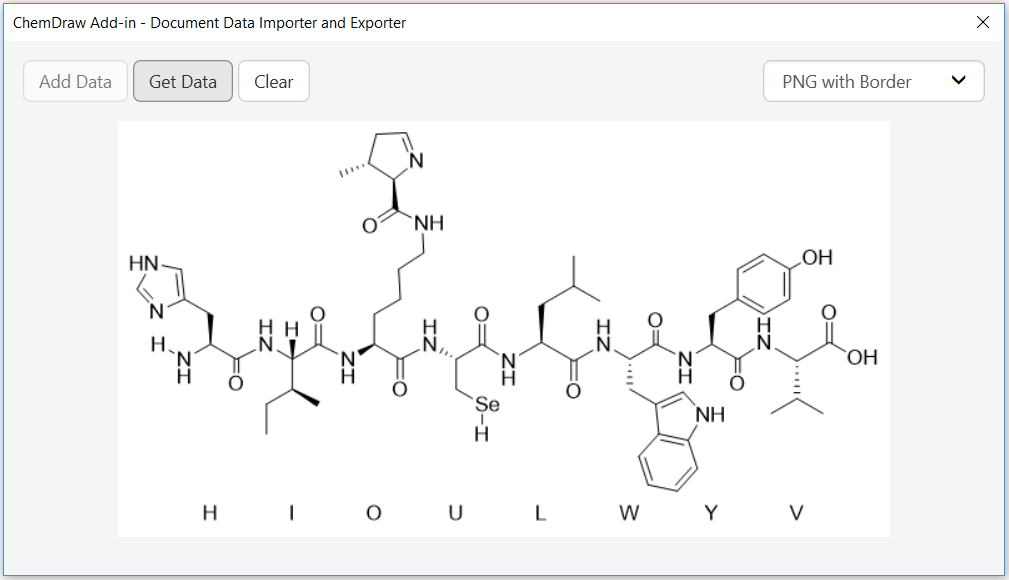 ChemDraw Add-in - Document Data Importer and Exporter
Add Data Get Data Clear PNG with Border
N
O NH
HN
N
H N H
O
H N H
O
N H
O
H N
O
Se
H
N H
O
H N
O
NH
N H
O
OH
H N
O
OH
H I O U L W Y V